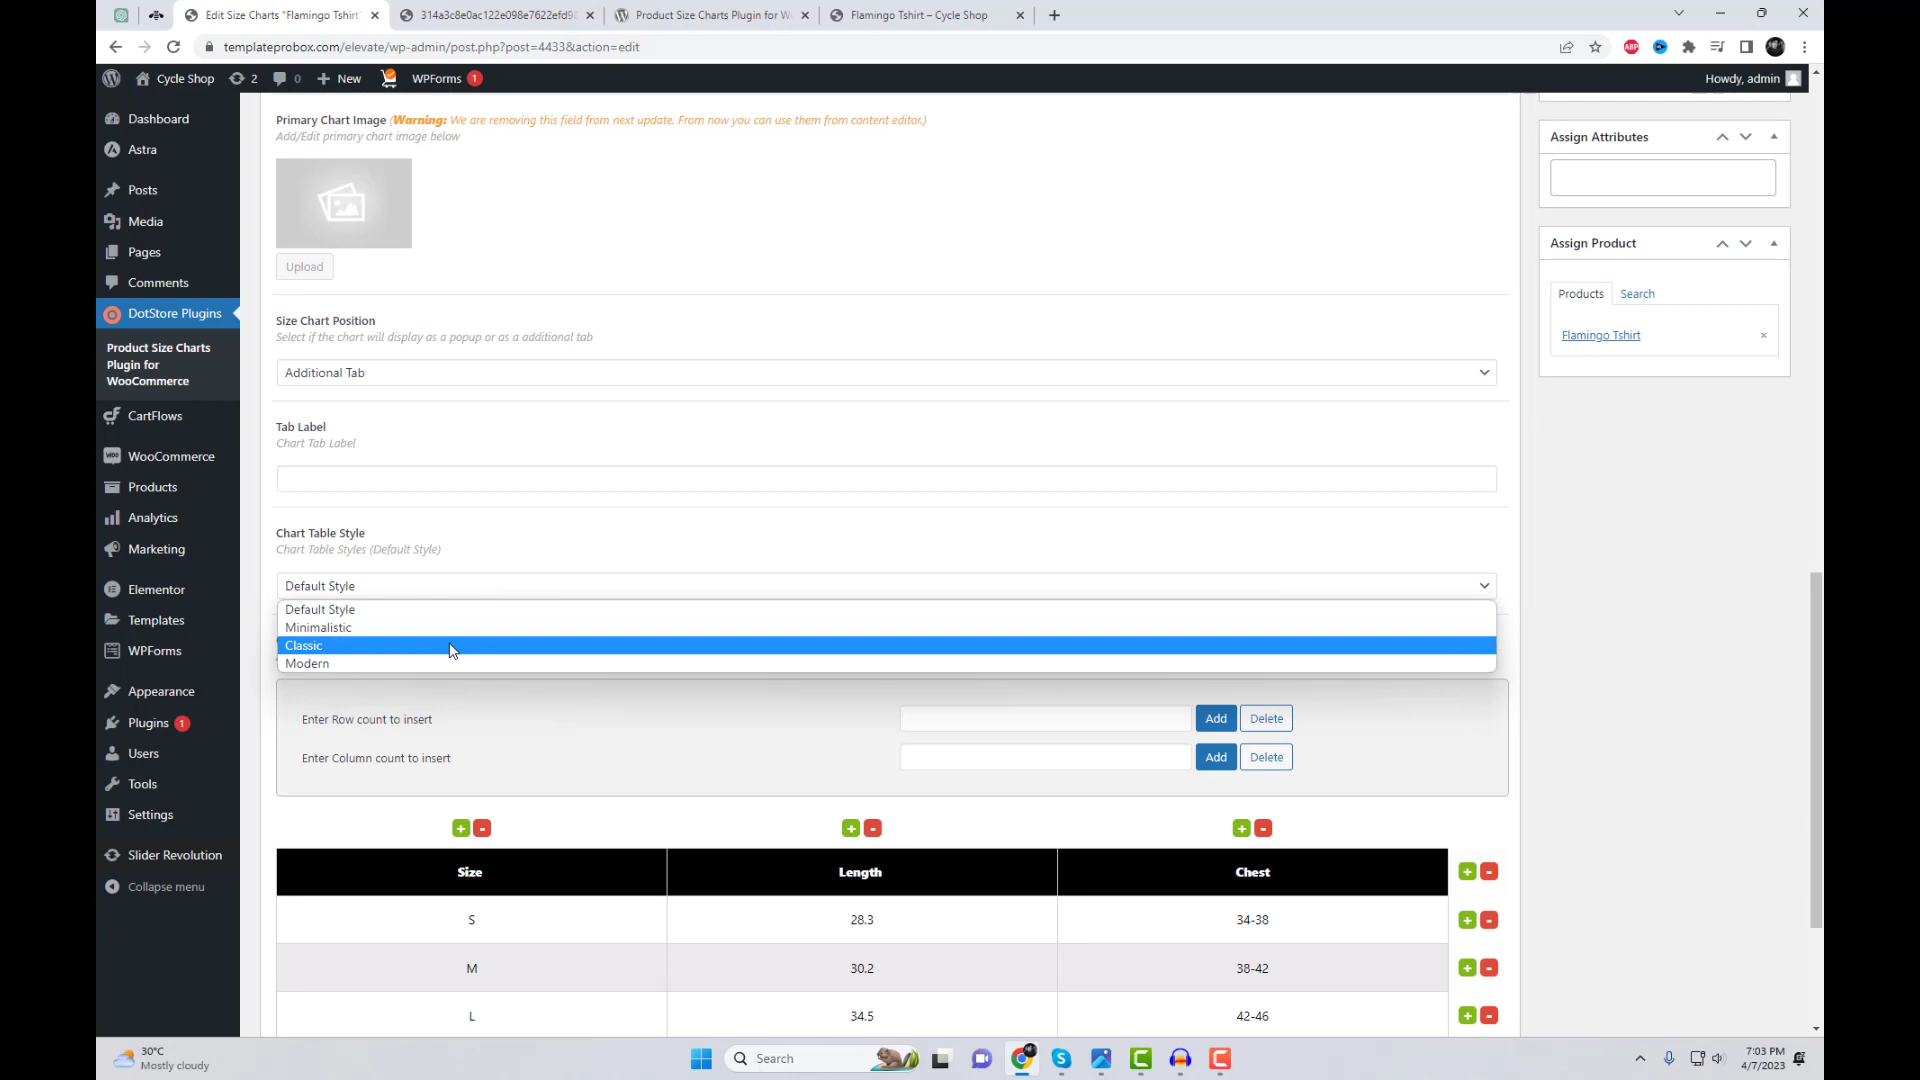 Edit Size Charts "Flamingo Tshirt"
314a3c8e0ac122e098e7622efd98
Product Size Charts Plugin for W
Flamingo Tshirt – Cycle Shop
templateprobox.com/elevate/wp-admin/post.php?post=4433&action=edit
ABP
Cycle Shop
2
0
New
WPForms 1
Howdy, admin
Dashboard
Astra
Posts
Media
Pages
Comments
DotStore Plugins
Product Size Charts
Plugin for
WooCommerce
CartFlows
WooCommerce
Products
Analytics
Marketing
Elementor
Templates
WPForms
Appearance
Plugins 1
Users
Tools
Settings
Slider Revolution
Collapse menu
Primary Chart Image (Warning: We are removing this field from next update. From now you can use them from content editor.)
Add/Edit primary chart image below
Upload
Size Chart Position
Select if the chart will display as a popup or as a additional tab
Additional Tab
Tab Label
Chart Tab Label
Chart Table Style
Chart Table Styles (Default Style)
Default Style
Default Style
Minimalistic
Classic
Modern
Enter Row count to insert
Add
Delete
Enter Column count to insert
Add
Delete
+ - + - + -
Size Length Chest + -
S 28.3 34-38 + -
M 30.2 38-42 + -
L 34.5 42-46 + -
Assign Attributes
Assign Product
Products Search
Flamingo Tshirt ×
30°C
Mostly cloudy
Search
7:03 PM
4/7/2023